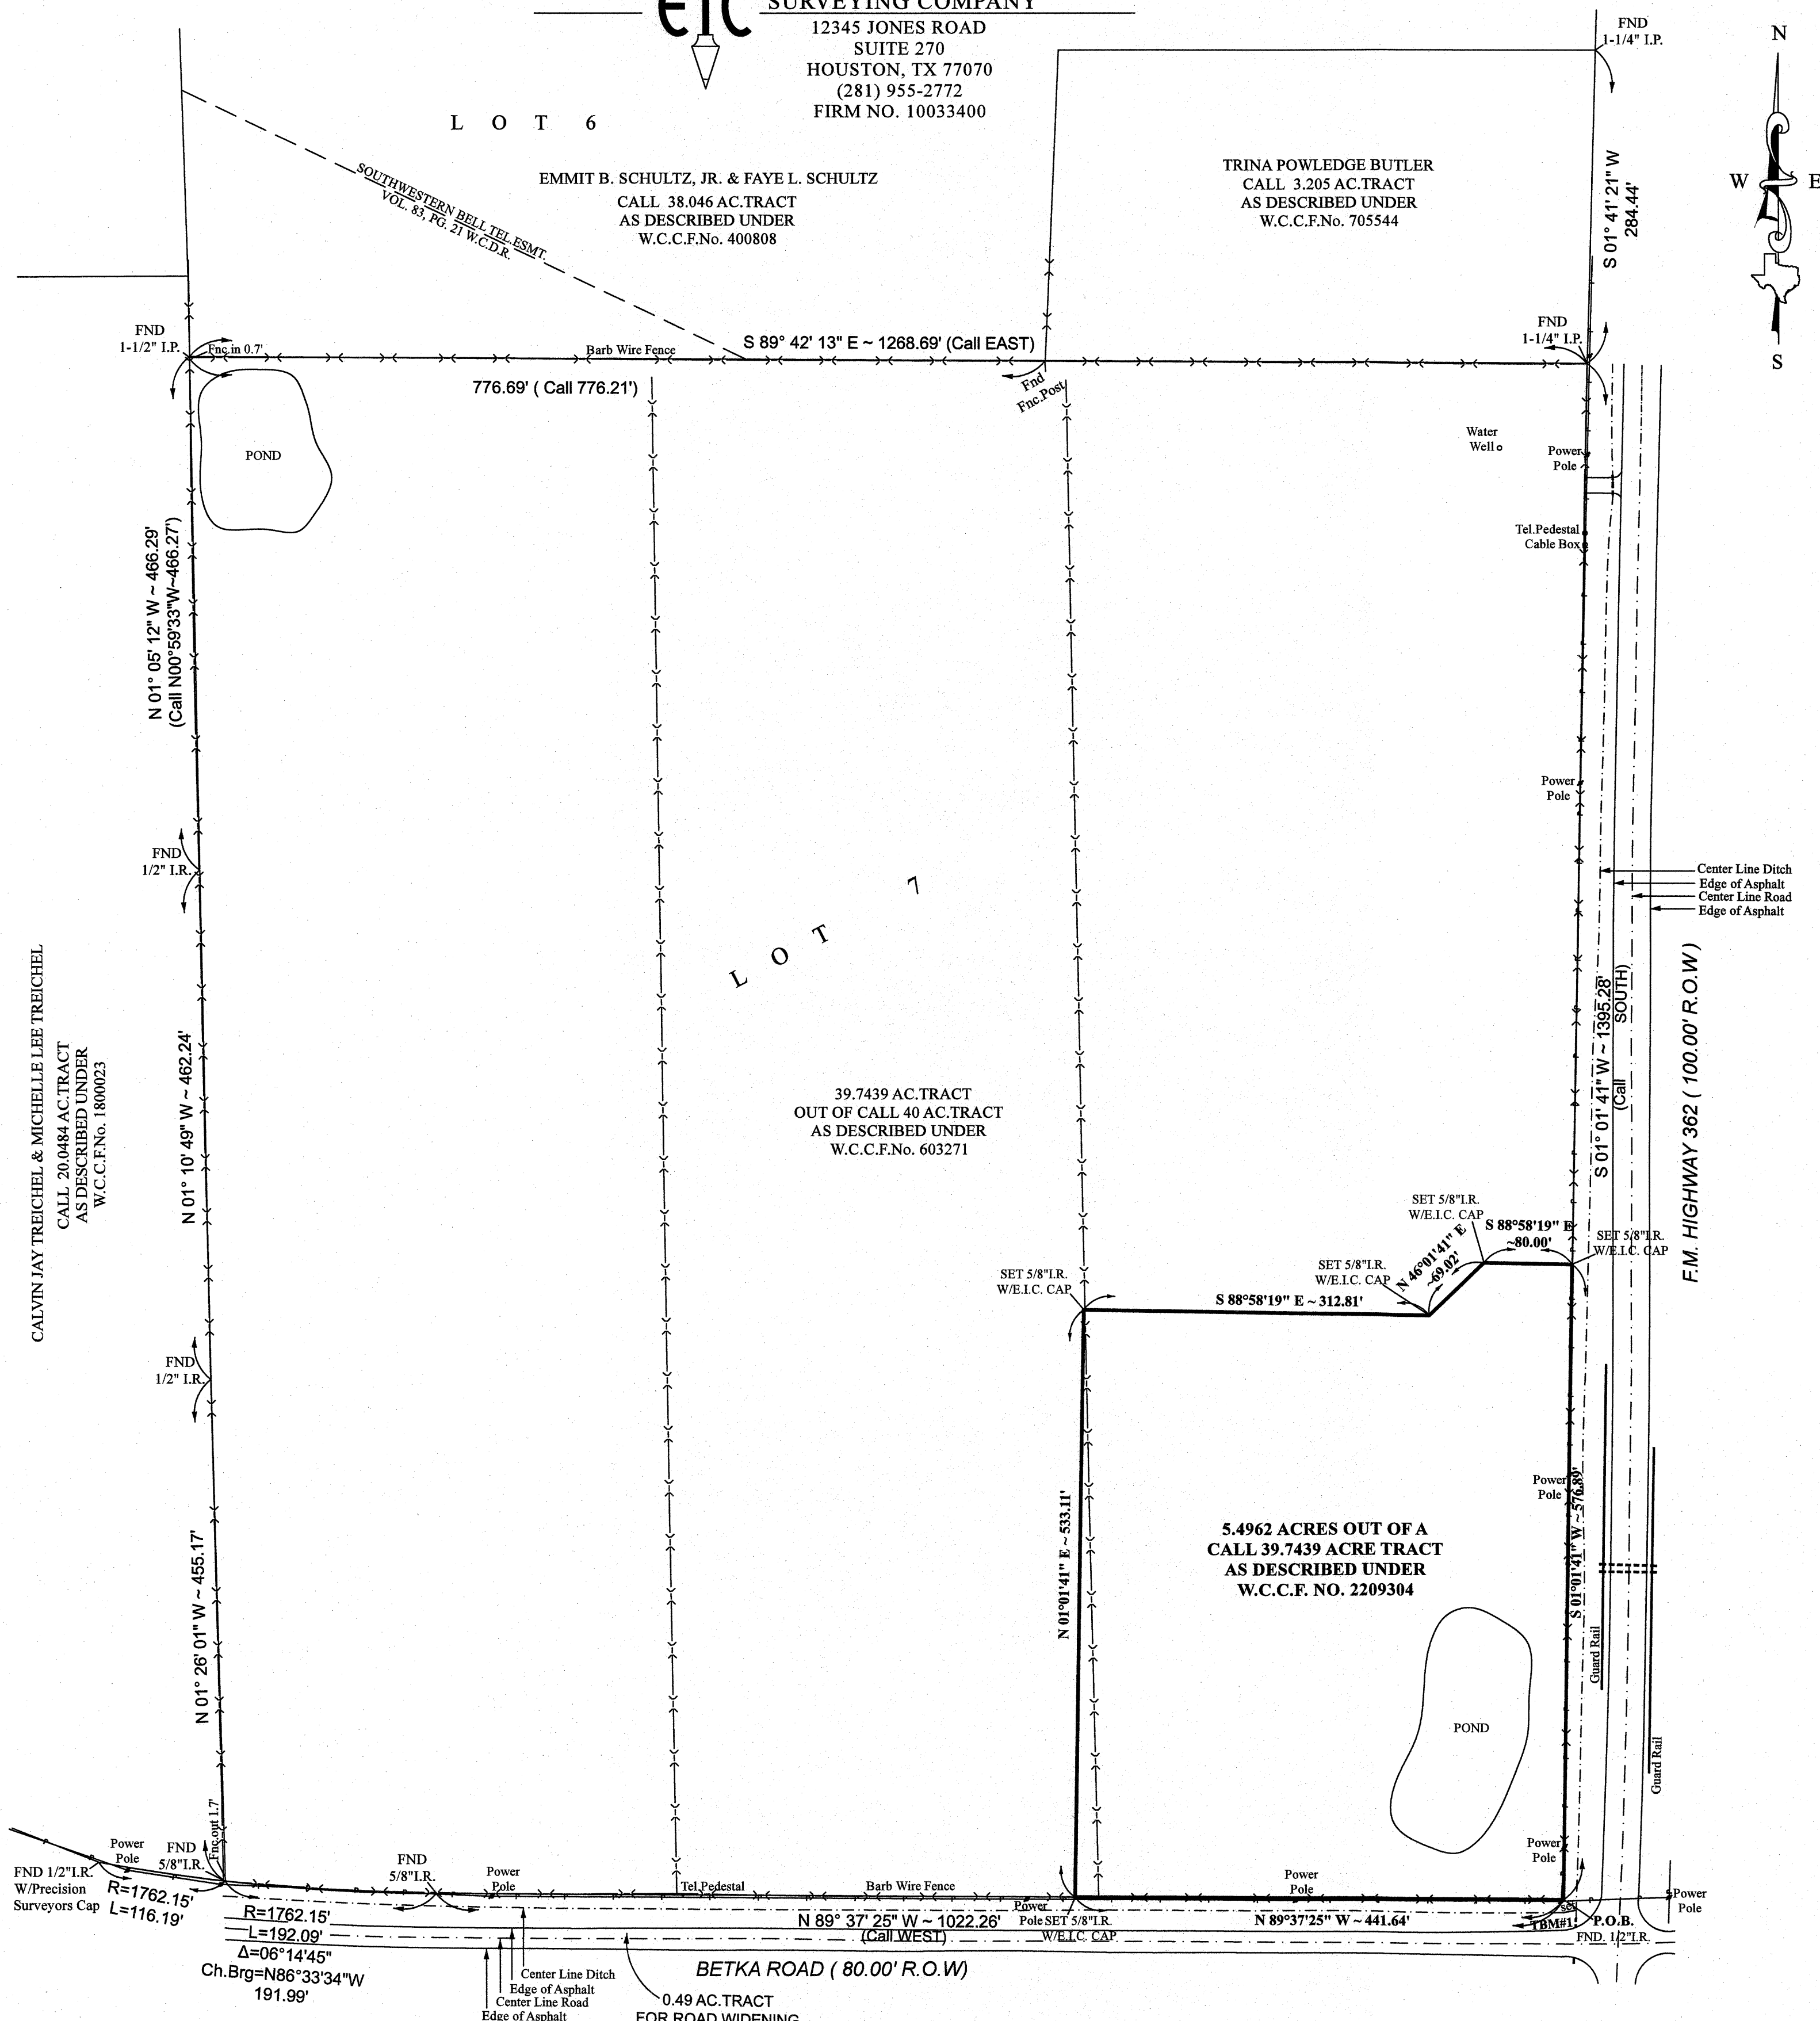 EIC
SURVEYING COMPANY
12345 JONES ROAD
SUITE 270
HOUSTON, TX 77070
(281) 955-2772
FIRM NO. 10033400
FND
1-1/4" I.P.
N
W
E
S
L O T 6
SOUTHWESTERN BELL TEL.ESMT.
VOL. 83, PG. 21 W.C.D.R.
EMMIT B. SCHULTZ, JR. & FAYE L. SCHULTZ
CALL 38.046 AC.TRACT
AS DESCRIBED UNDER
W.C.C.F.No. 400808
TRINA POWLEDGE BUTLER
CALL 3.205 AC.TRACT
AS DESCRIBED UNDER
W.C.C.F.No. 705544
S 01° 41' 21" W
284.44'
FND
1-1/2" I.P.
Fnc.in 0.7'
Barb Wire Fence
S 89° 42' 13" E ~ 1268.69' (Call EAST)
FND
1-1/4" I.P.
776.69' ( Call 776.21')
Fnd
Fnc.Post
POND
Water
Well
Power
Pole
Tel.Pedestal
Cable Box
N 01° 05' 12" W ~ 466.29'
(Call N00°59'33"W~466.27')
Power
Pole
FND
1/2" I.R.
Center Line Ditch
Edge of Asphalt
Center Line Road
Edge of Asphalt
L O T 7
CALVIN JAY TREICHEL & MICHELLE LEE TREICHEL
CALL 20.0484 AC.TRACT
AS DESCRIBED UNDER
W.C.C.F.No. 1800023
N 01° 10' 49" W ~ 462.24'
39.7439 AC.TRACT
OUT OF CALL 40 AC.TRACT
AS DESCRIBED UNDER
W.C.C.F.No. 603271
S 01° 01' 41" W ~ 1395.28'
(Call SOUTH)
F.M. HIGHWAY 362 ( 100.00' R.O.W )
SET 5/8"I.R.
W/E.I.C. CAP
S 88°58'19" E
~80.00'
SET 5/8"I.R.
W/E.I.C. CAP
N 46°01'41" E
~69.02'
SET 5/8"I.R.
W/E.I.C. CAP
SET 5/8"I.R.
W/E.I.C. CAP
S 88°58'19" E ~ 312.81'
FND
1/2" I.R.
Power
Pole
N 01°01'41" E ~ 533.11'
5.4962 ACRES OUT OF A
CALL 39.7439 ACRE TRACT
AS DESCRIBED UNDER
W.C.C.F. NO. 2209304
S 01°01'41" W ~ 576.89'
Guard Rail
Guard Rail
N 01° 26' 01" W ~ 455.17'
POND
Fnc.out 1.7'
Power
Pole
FND
5/8"I.R.
FND 1/2"I.R.
W/Precision
Surveyors Cap
R=1762.15'
L=116.19'
FND
5/8"I.R.
Power
Pole
Tel.Pedestal
Barb Wire Fence
Power
Pole
Power
Pole
Power
Pole
R=1762.15'
L=192.09'
Δ=06°14'45"
Ch.Brg=N86°33'34"W
191.99'
N 89° 37' 25" W ~ 1022.26'
(Call WEST)
Power
Pole
SET 5/8"I.R.
W/E.I.C. CAP
N 89°37'25" W ~ 441.64'
TBM#1
P.O.B.
FND. 1/2"I.R.
BETKA ROAD ( 80.00' R.O.W)
Center Line Ditch
Edge of Asphalt
Center Line Road
Edge of Asphalt
0.49 AC.TRACT
FOR ROAD WIDENING